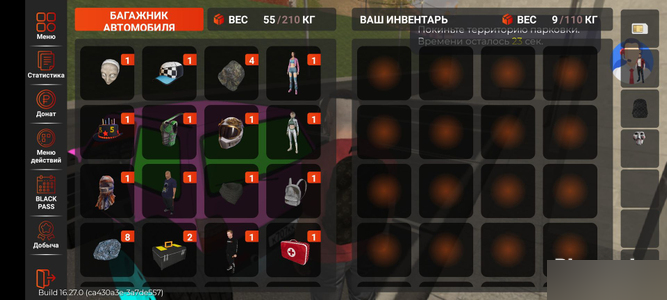 Меню
Статистика
Донат
Меню
действий
BLACK
PASS
Добыча
БАГАЖНИК
АВТОМОБИЛЯ
ВЕС 55/210 КГ
1 1 4 1
5
1 1 1 1
1 1 1 1
8 2 1 1
ВАШ ИНВЕНТАРЬ
ВЕС 9/110 КГ
Покиньте территорию парковки.
Времени осталось 23 сек.
Build 16.27.0 (ca430a3e-3a7de557)